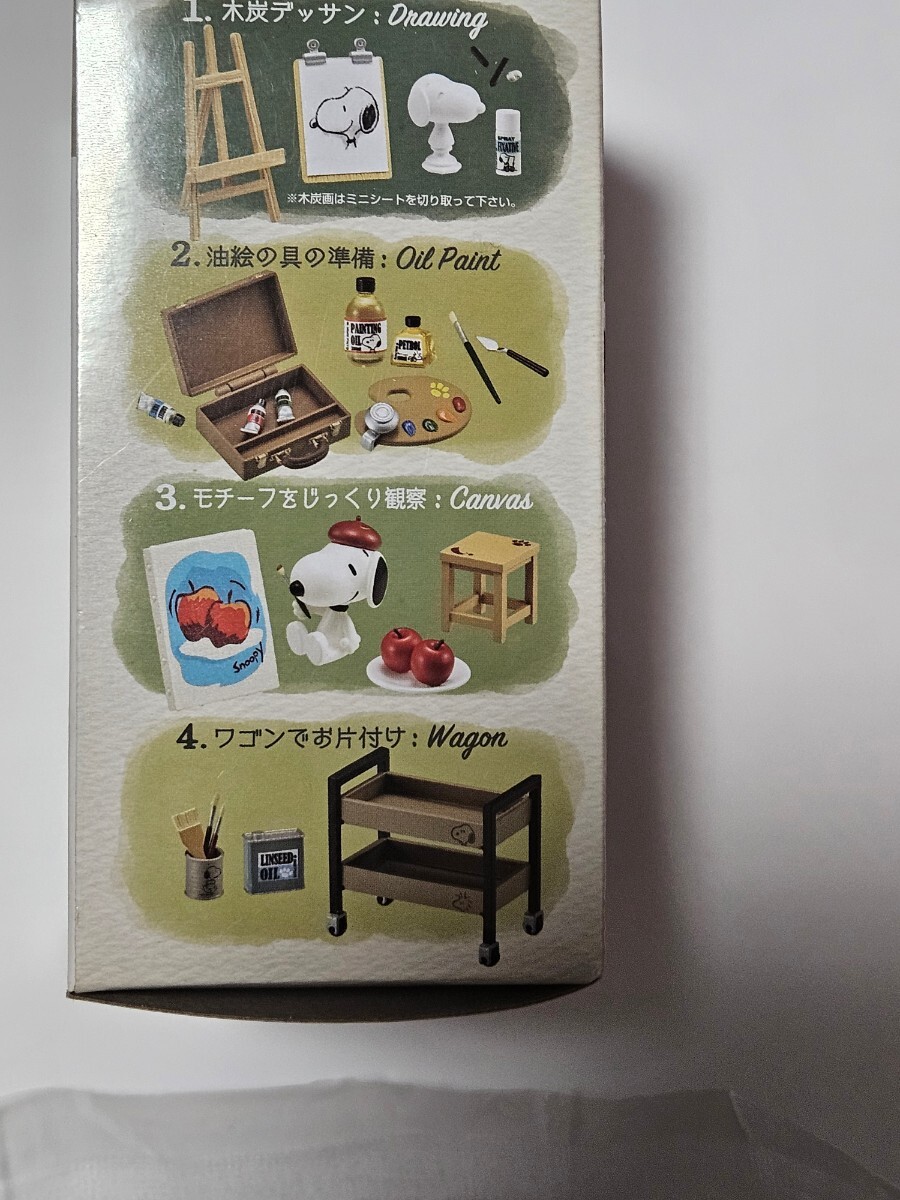 1. 木炭デッサン : Drawing
SPRAY
FIXATIVE
※木炭画はミニシートを切り取って下さい。
2. 油絵の具の準備 : Oil Paint
PAINTING
OIL
PETROL
3. モチーフをじっくり観察 : Canvas
Snoopy
4. ワゴンでお片付け : Wagon
LINSEED
OIL